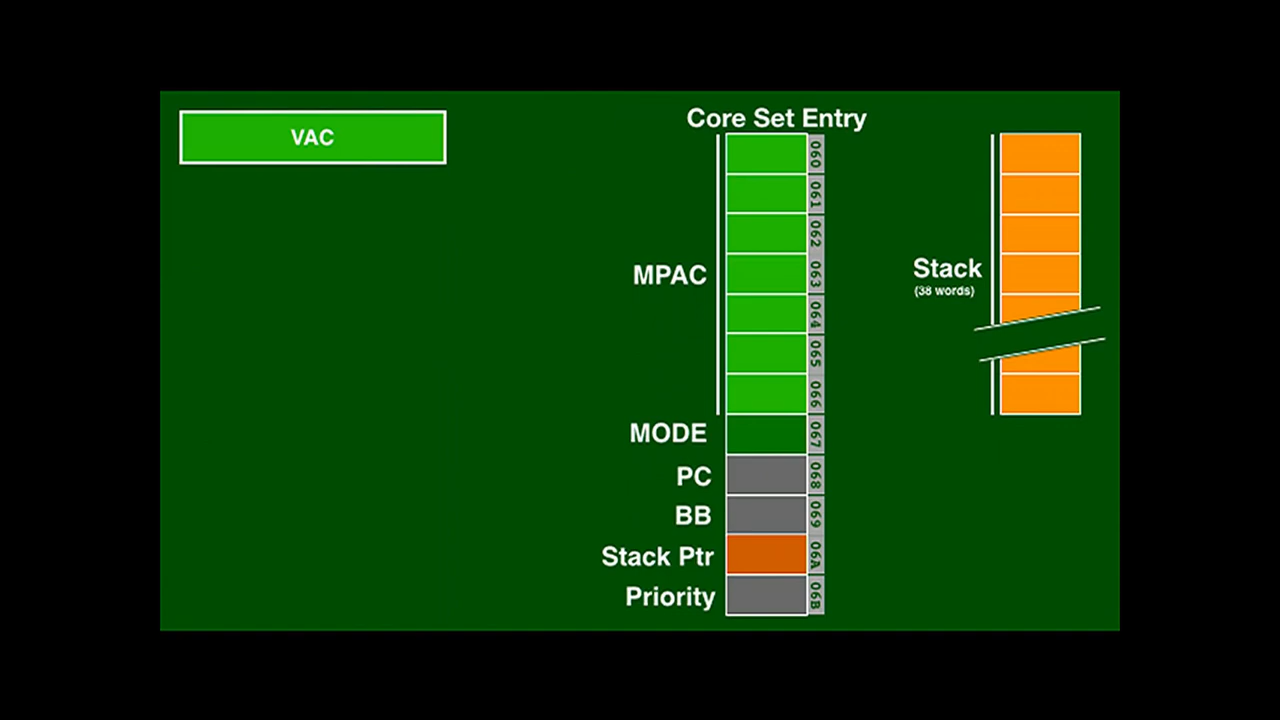 VAC
Core Set Entry
060
061
062
063
064
065
066
067
068
069
06A
06B
MPAC
MODE
PC
BB
Stack Ptr
Priority
Stack
(38 words)